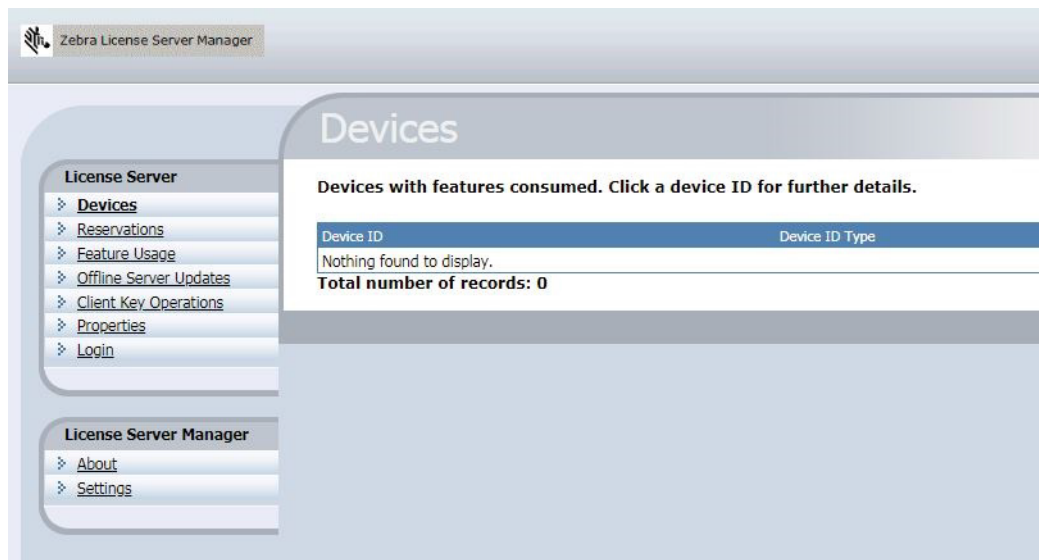 Zebra License Server Manager
Devices
License Server
Devices
Reservations
Feature Usage
Offline Server Updates
Client Key Operations
Properties
Login
License Server Manager
About
Settings
Devices with features consumed. Click a device ID for further details.
Device ID Device ID Type
Nothing found to display.
Total number of records: 0